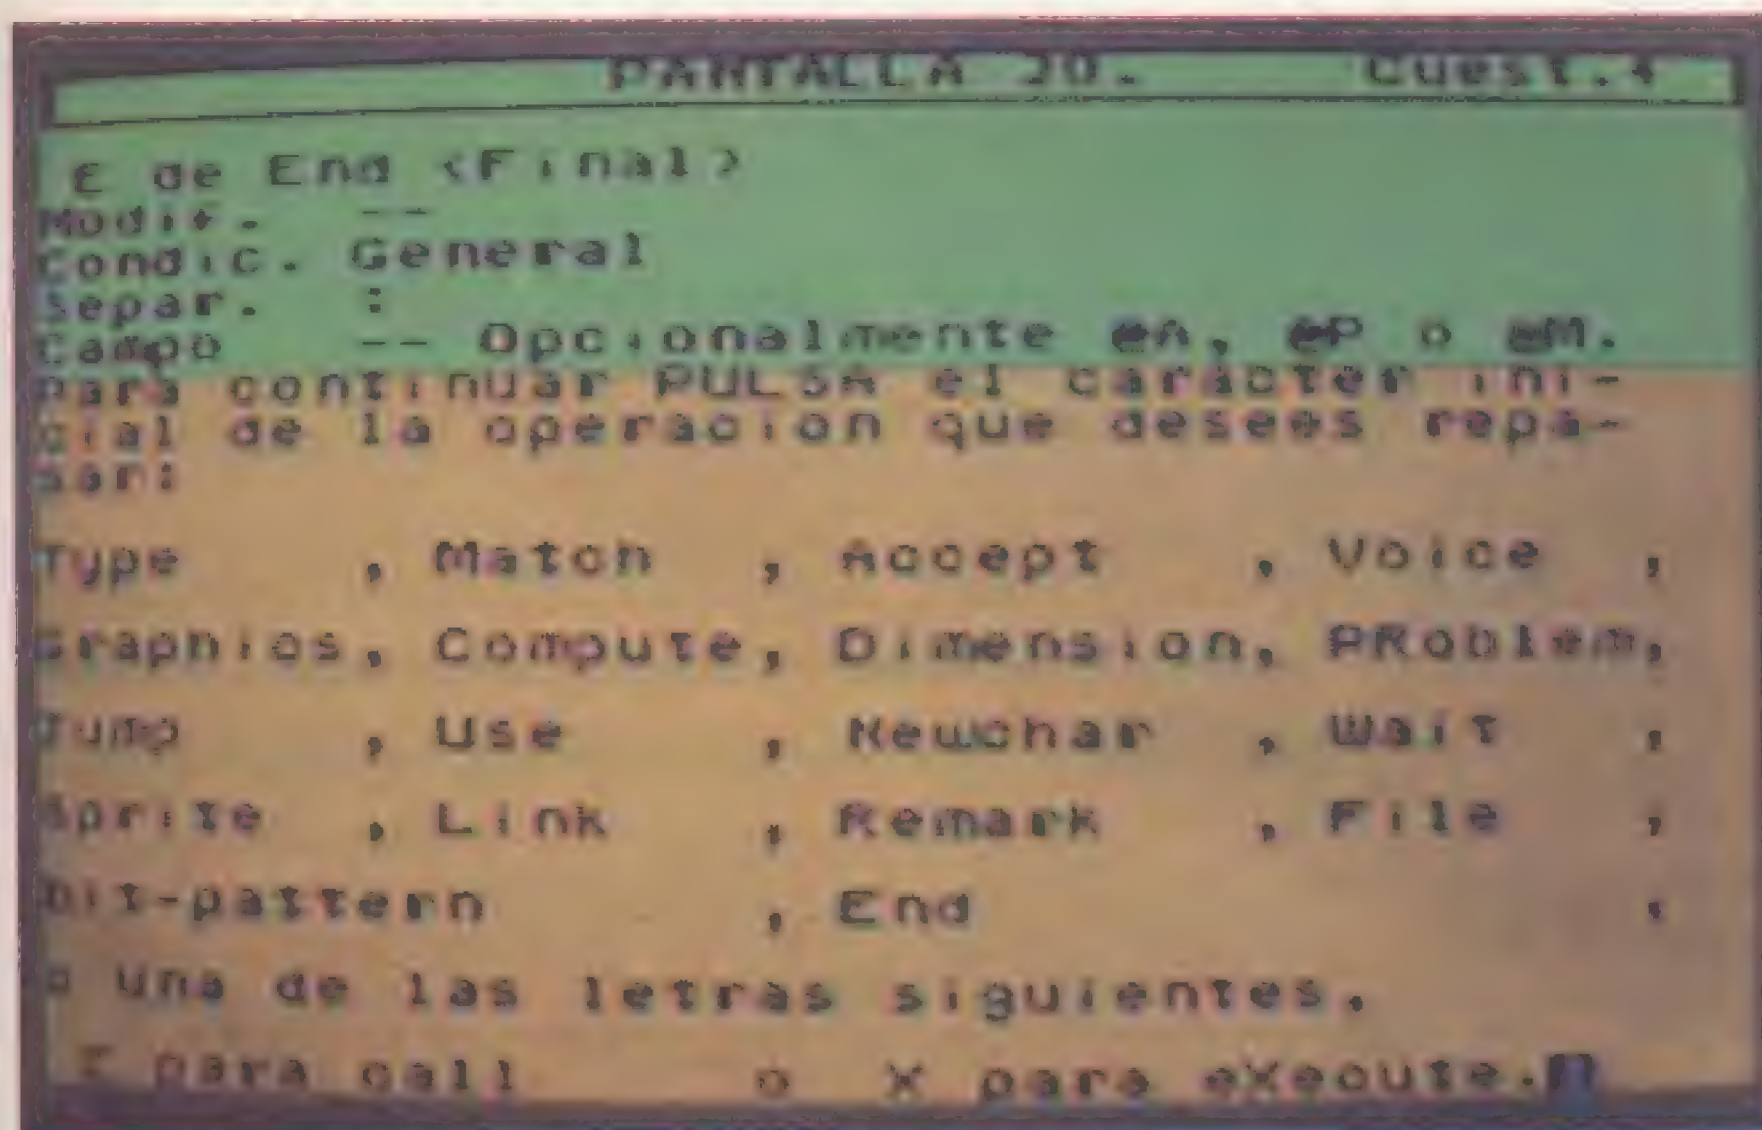 PANTALLA 20. Cuest.4
E de End <Final>
Modif. --
Condic. General
Separ. :
Campo -- Opcionalmente @A, @P o @M.
Para continuar PULSA el carácter ini-
cial de la operacion que desees repa-
sar:
Type , Match , Accept , Voice ,
Graphics, Compute, Dimension, PRoblem,
Jump , Use , Newchar , Wait ,
Sprite , Link , Remark , File ,
bit-pattern , End ,
o una de las letras siguientes.
para call o X para eXecute.